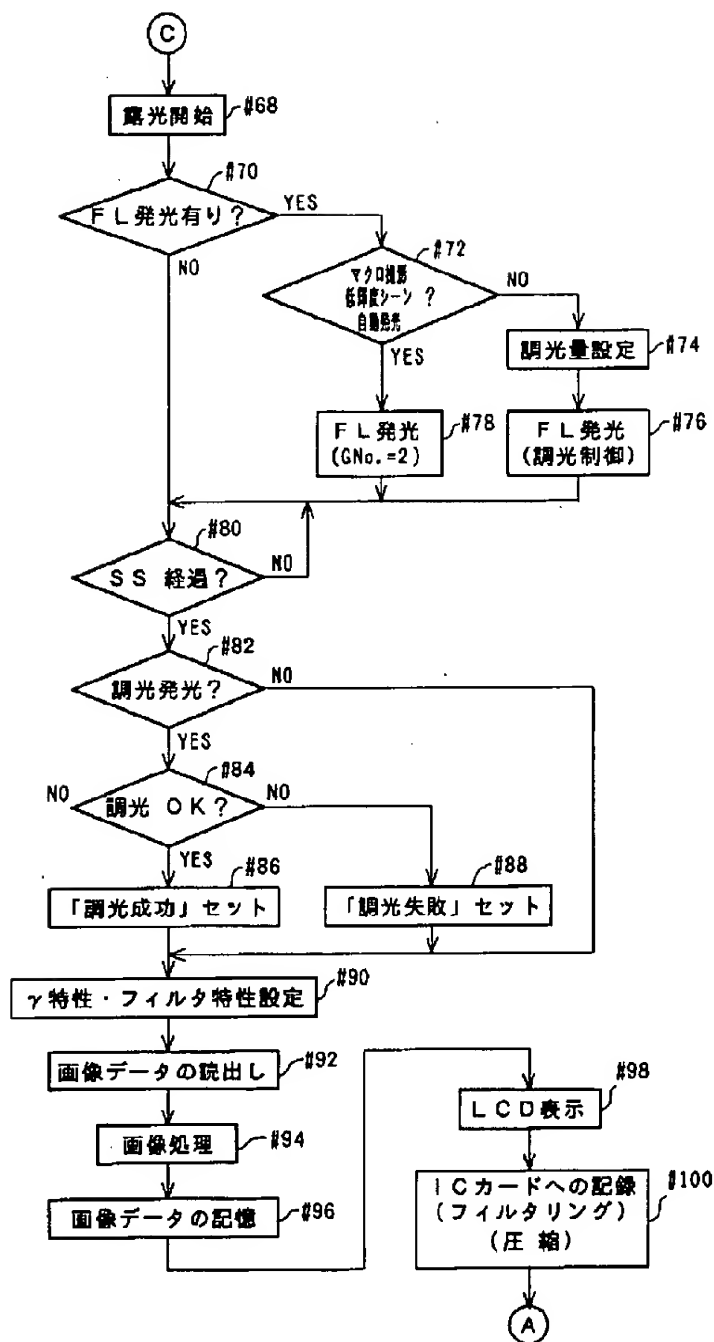 C
露光開始
#68
#70
FL発光有り?
YES
NO
#72
マクロ撮影
低輝度シーン ?
自動発光
NO
YES
調光量設定
#74
FL発光
(GNo.=2)
#78
FL発光
(調光制御)
#76
#80
SS 経過?
NO
YES
#82
調光発光?
NO
YES
#84
NO
調光 OK?
NO
YES
#86
「調光成功」セット
#88
「調光失敗」セット
γ特性・フィルタ特性設定
#90
画像データの読出し
#92
画像処理
#94
画像データの記憶
#96
#98
LCD表示
ICカードへの記録
(フィルタリング)
(圧縮)
#100
A